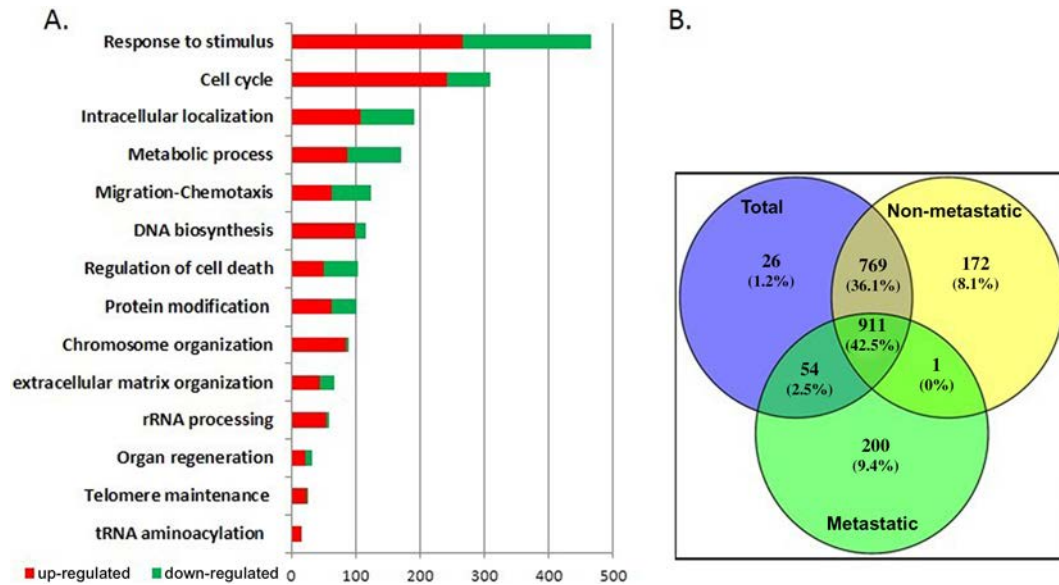 A.
Response to stimulus
Cell cycle
Intracellular localization
Metabolic process
Migration-Chemotaxis
DNA biosynthesis
Regulation of cell death
Protein modification
Chromosome organization
extracellular matrix organization
rRNA processing
Organ regeneration
Telomere maintenance
tRNA aminoacylation
up-regulated
down-regulated
0 100 200 300 400 500
B.
Total
Non-metastatic
26
(1.2%)
769
(36.1%)
172
(8.1%)
911
(42.5%)
54
(2.5%)
1
(0%)
200
(9.4%)
Metastatic